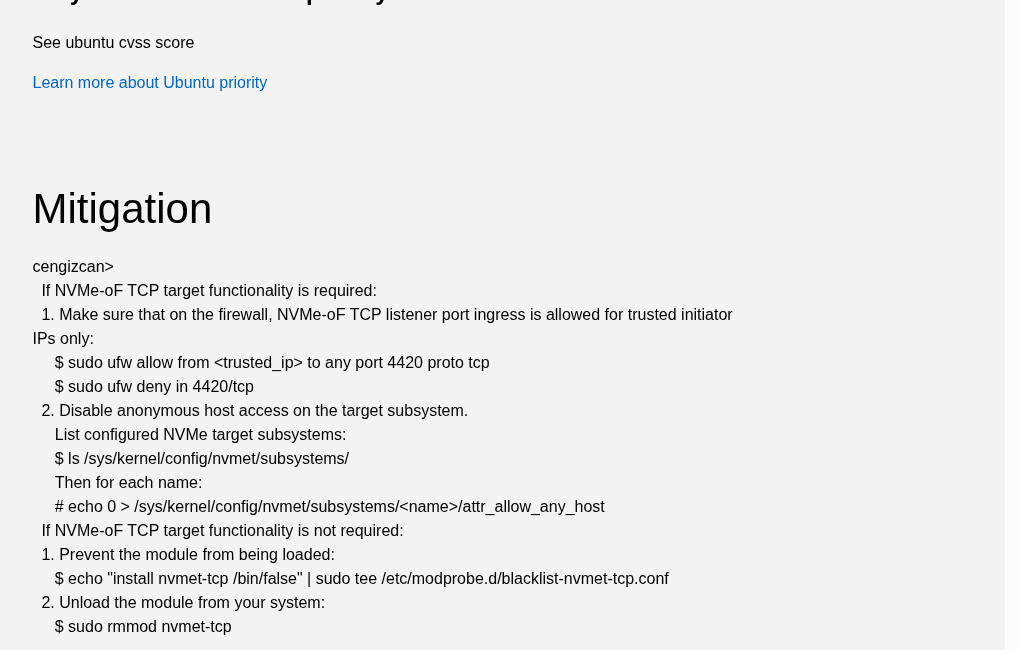 See ubuntu cvss score
Learn more about Ubuntu priority
Mitigation
cengizcan>
If NVMe-oF TCP target functionality is required:
1. Make sure that on the firewall, NVMe-oF TCP listener port ingress is allowed for trusted initiator
IPs only:
$ sudo ufw allow from <trusted_ip> to any port 4420 proto tcp
$ sudo ufw deny in 4420/tcp
2. Disable anonymous host access on the target subsystem.
List configured NVMe target subsystems:
$ ls /sys/kernel/config/nvmet/subsystems/
Then for each name:
# echo 0 > /sys/kernel/config/nvmet/subsystems/<name>/attr_allow_any_host
If NVMe-oF TCP target functionality is not required:
1. Prevent the module from being loaded:
$ echo "install nvmet-tcp /bin/false" | sudo tee /etc/modprobe.d/blacklist-nvmet-tcp.conf
2. Unload the module from your system:
$ sudo rmmod nvmet-tcp